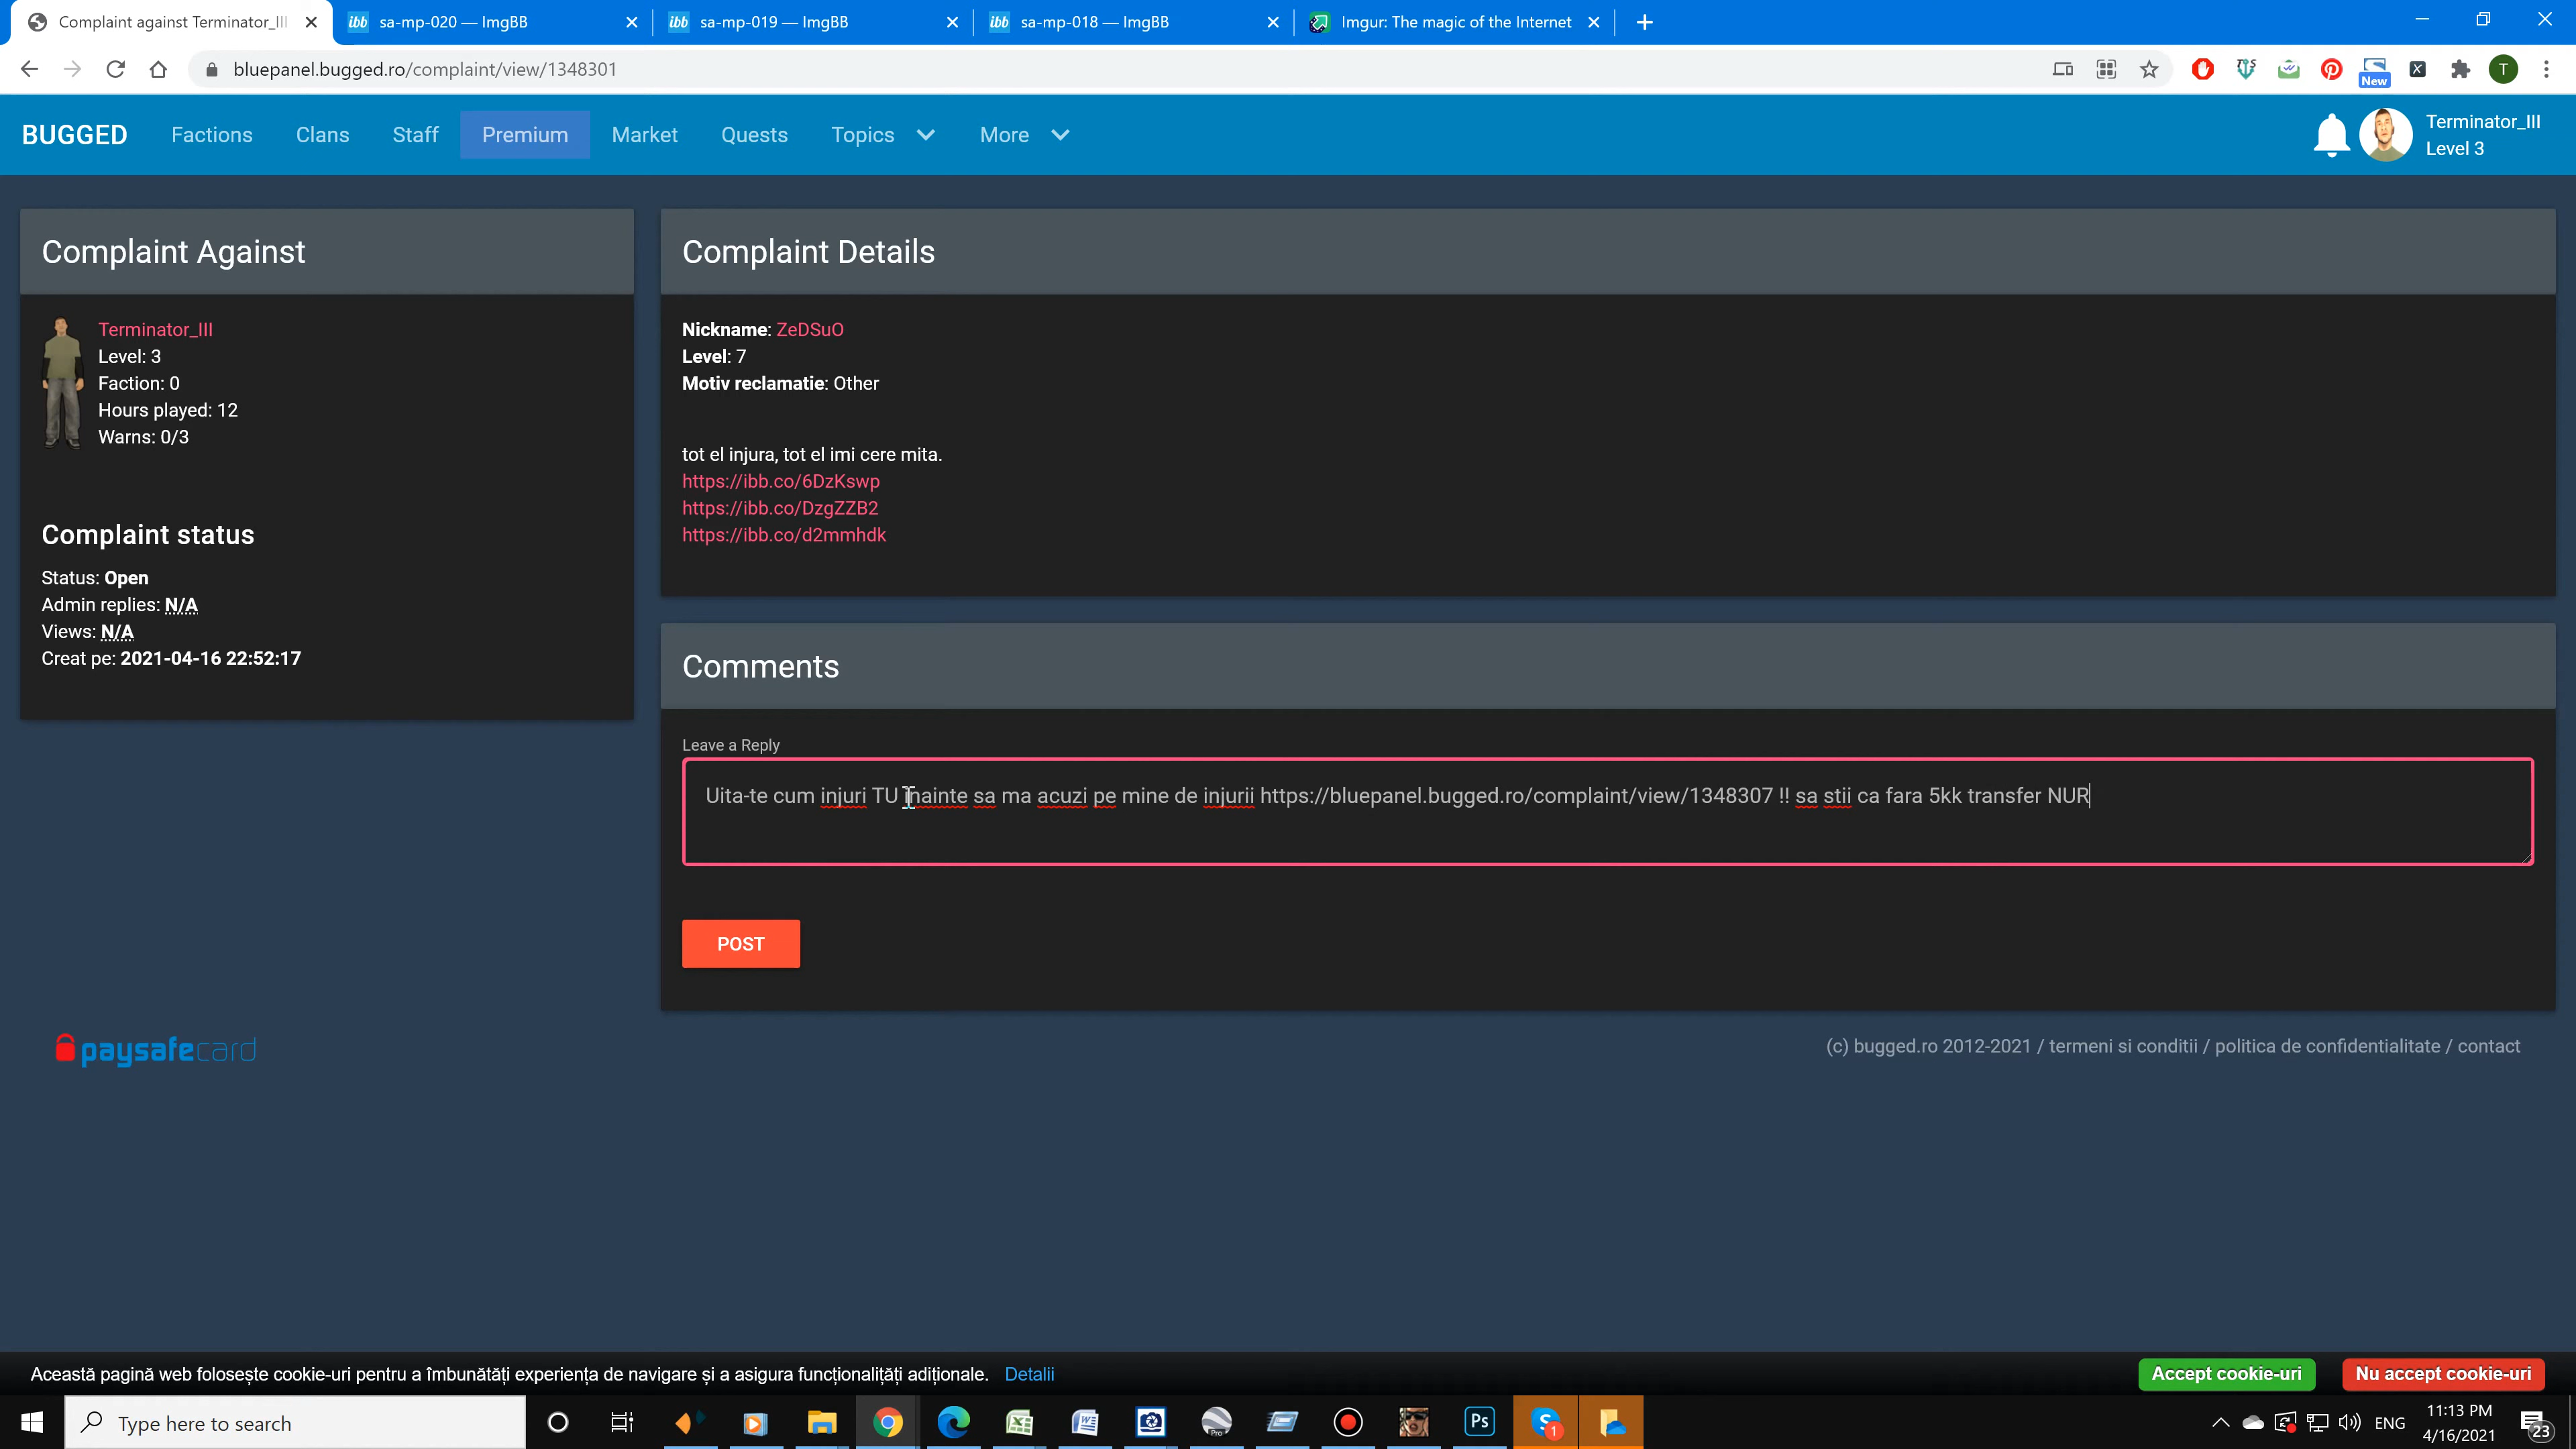 Complaint against Terminator_III
sa-mp-020 — ImgBB
sa-mp-019 — ImgBB
sa-mp-018 — ImgBB
Imgur: The magic of the Internet
bluepanel.bugged.ro/complaint/view/1348301
New
T
BUGGED
Factions
Clans
Staff
Premium
Market
Quests
Topics
More
Terminator_III
Level 3
Complaint Against
Terminator_III
Level: 3
Faction: 0
Hours played: 12
Warns: 0/3
Complaint status
Status: Open
Admin replies: N/A
Views: N/A
Creat pe: 2021-04-16 22:52:17
Complaint Details
Nickname: ZeDSuO
Level: 7
Motiv reclamatie: Other
tot el injura, tot el imi cere mita.
https://ibb.co/6DzKswp
https://ibb.co/DzgZZB2
https://ibb.co/d2mmhdk
Comments
Leave a Reply
Uita-te cum injuri TU inainte sa ma acuzi pe mine de injurii https://bluepanel.bugged.ro/complaint/view/1348307 !! sa stii ca fara 5kk transfer NUR
POST
paysafecard
(c) bugged.ro 2012-2021 / termeni si conditii / politica de confidentialitate / contact
Această pagină web folosește cookie-uri pentru a îmbunătăți experiența de navigare și a asigura funcționalițăți adiționale. Detalii
Accept cookie-uri
Nu accept cookie-uri
Type here to search
Pro
Ps
1
ENG
11:13 PM
4/16/2021
23